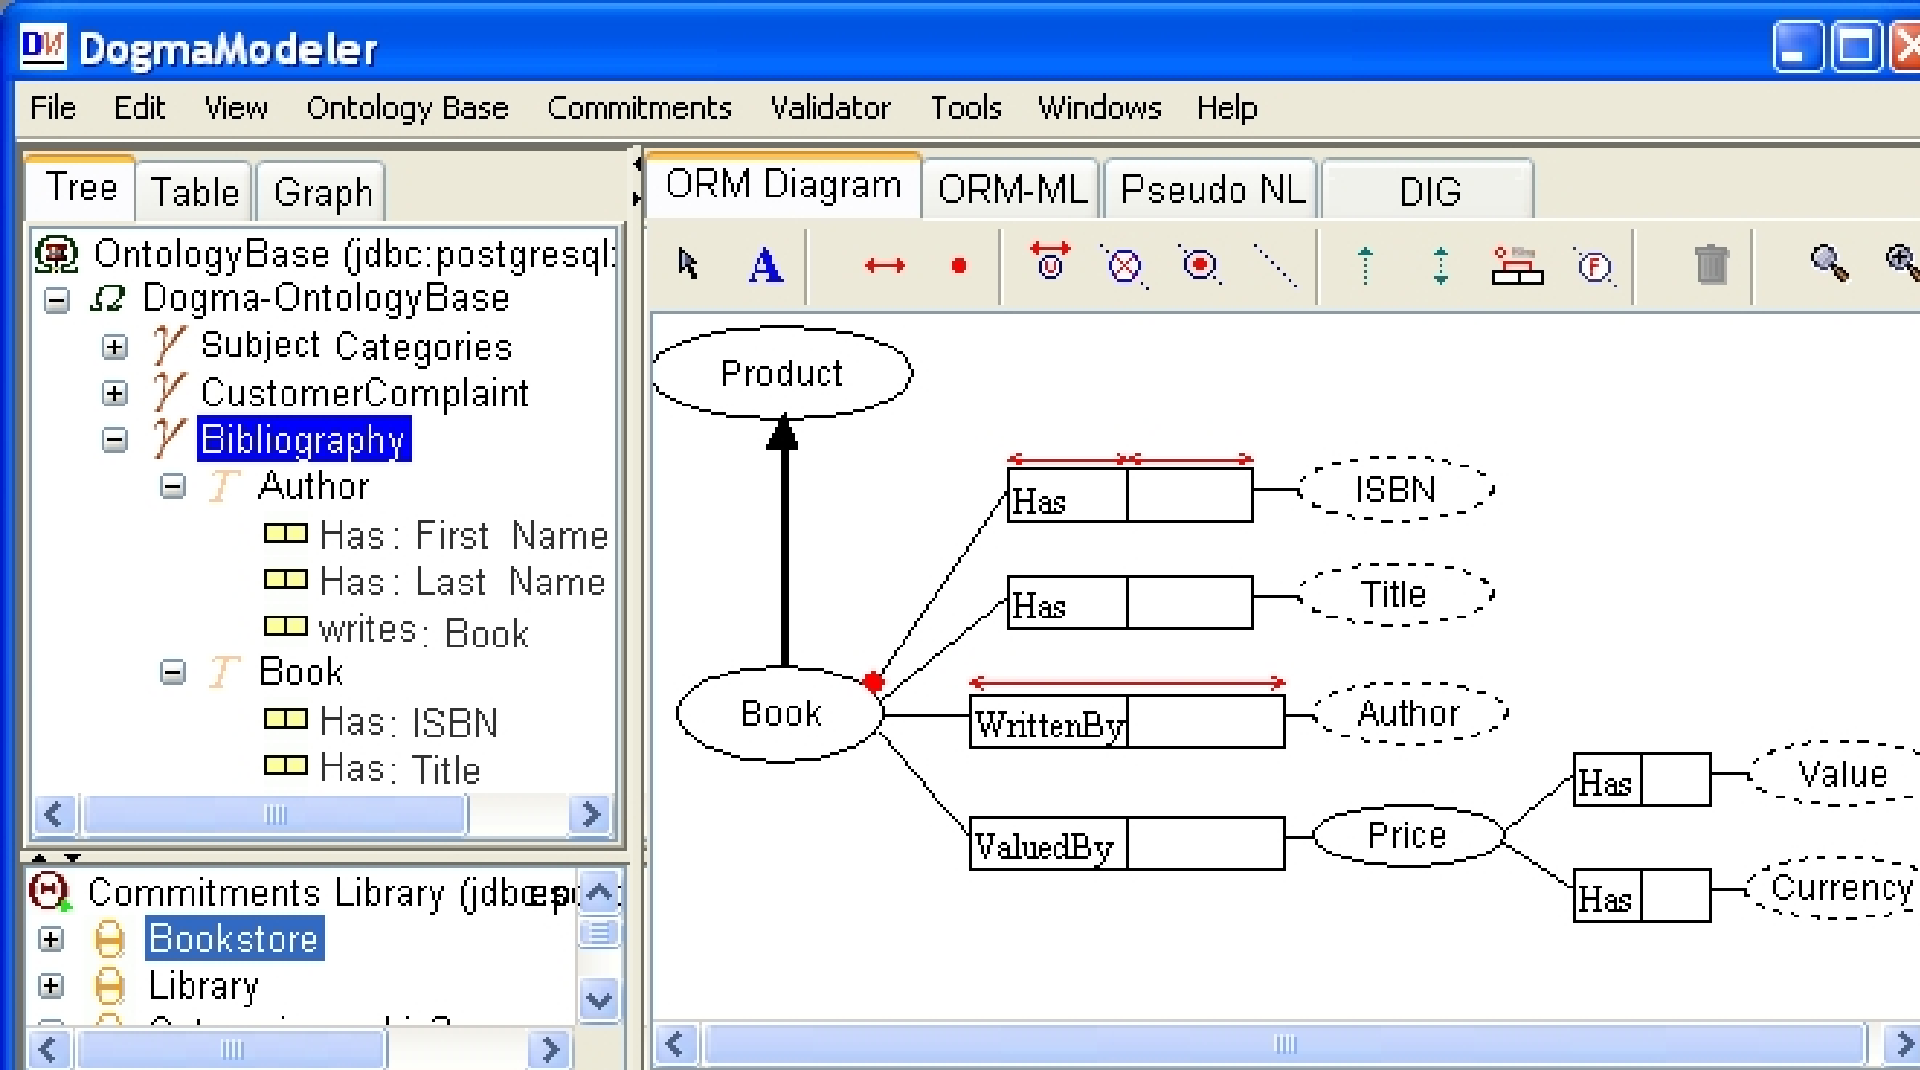 DM DogmaModeler
File Edit View Ontology Base Commitments Validator Tools Windows Help
Tree Table Graph
OntologyBase (jdbc:postgresql:
Dogma-OntologyBase
Subject Categories
CustomerComplaint
Bibliography
Author
Has: First Name
Has: Last Name
writes: Book
Book
Has: ISBN
Has: Title
Commitments Library
Bookstore
Library
ORM Diagram ORM-ML Pseudo NL DIG
A U F
Product
Has ISBN
Has Title
Book WrittenBy Author
Has Value
ValuedBy Price
Has Currency